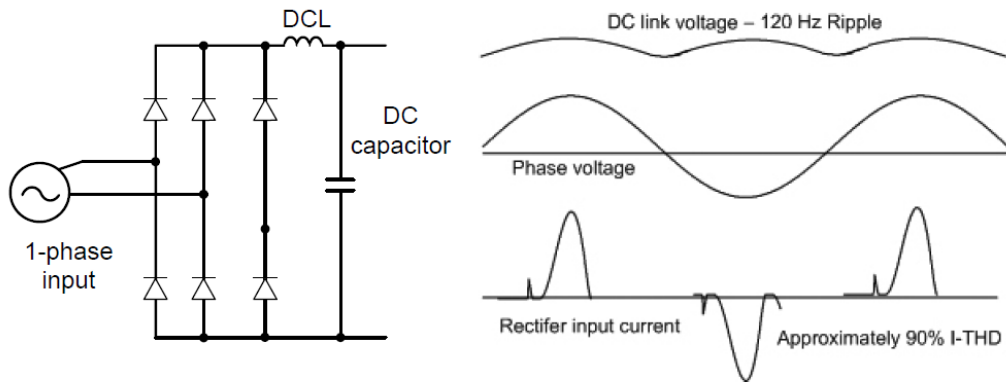 DCL
DC
capacitor
1-phase
input
DC link voltage – 120 Hz Ripple
Phase voltage
Rectifer input current
Approximately 90% I-THD